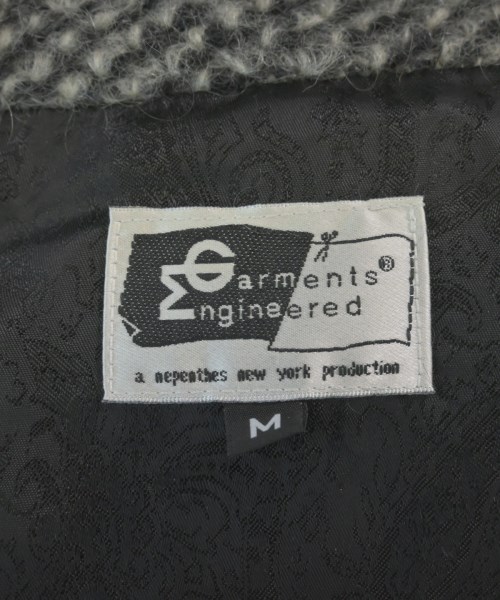 Garments®
Engineered
a nepenthes new york production
M